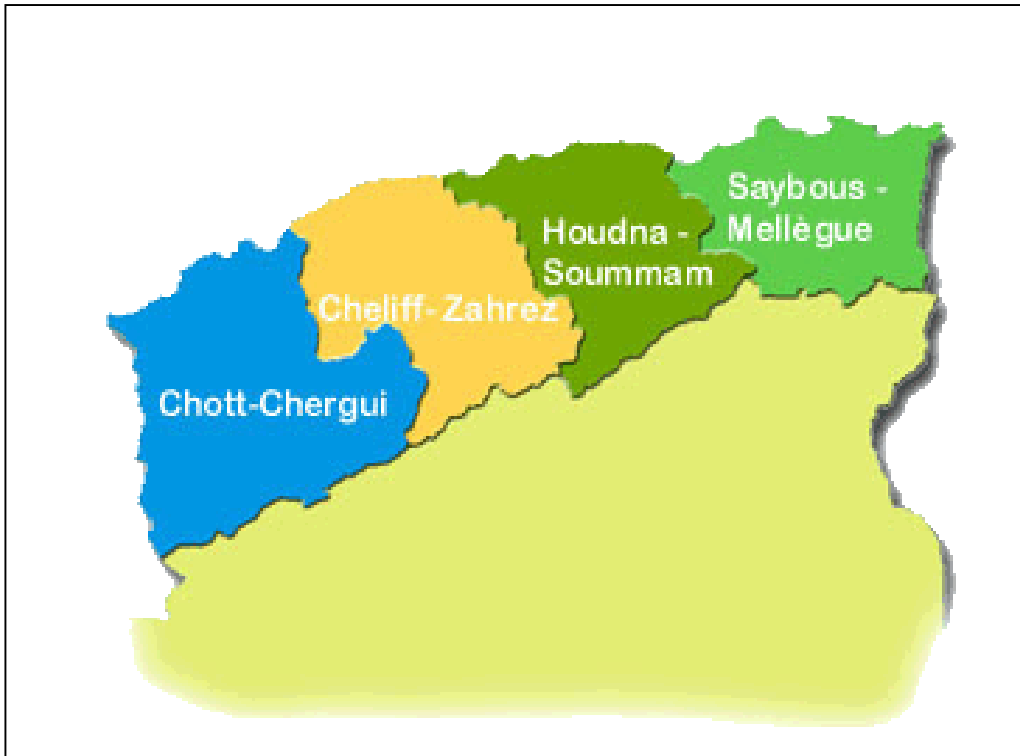 Saybous -
Mellègue
Houdna -
Soummam
Cheliff-Zahrez
Chott-Chergui